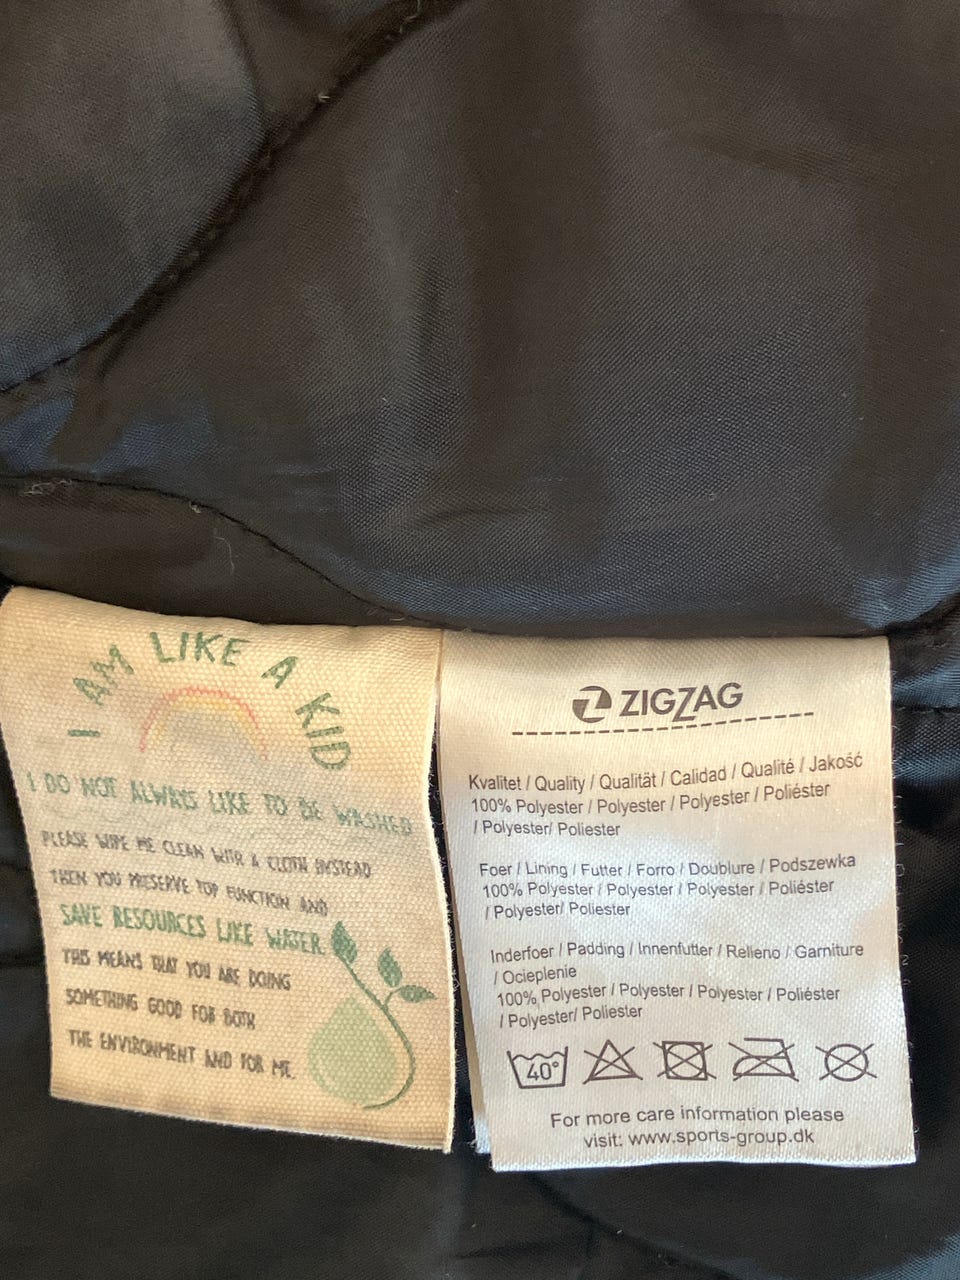 I AM LIKE A KID
I DO NOT ALWAYS LIKE TO BE WASHED
PLEASE WIPE ME CLEAN WITH A CLOTH INSTEAD
THEN YOU PRESERVE TOP FUNCTION AND
SAVE RESOURCES LIKE WATER.
THIS MEANS THAT YOU ARE DOING
SOMETHING GOOD FOR BOTH
THE ENVIRONMENT AND FOR ME.
ZIGZAG
Kvalitet / Quality / Qualität / Calidad / Qualité / Jakość
100% Polyester / Polyester / Polyester / Poliéster
/ Polyester/ Poliester
Foer / Lining / Futter / Forro / Doublure / Podszewka
100% Polyester / Polyester / Polyester / Poliéster
/ Polyester/ Poliester
Inderfoer / Padding / Innenfutter / Relleno / Garniture
/ Ocieplenie
100% Polyester / Polyester / Polyester / Poliéster
/ Polyester/ Poliester
40°
For more care information please
visit: www.sports-group.dk